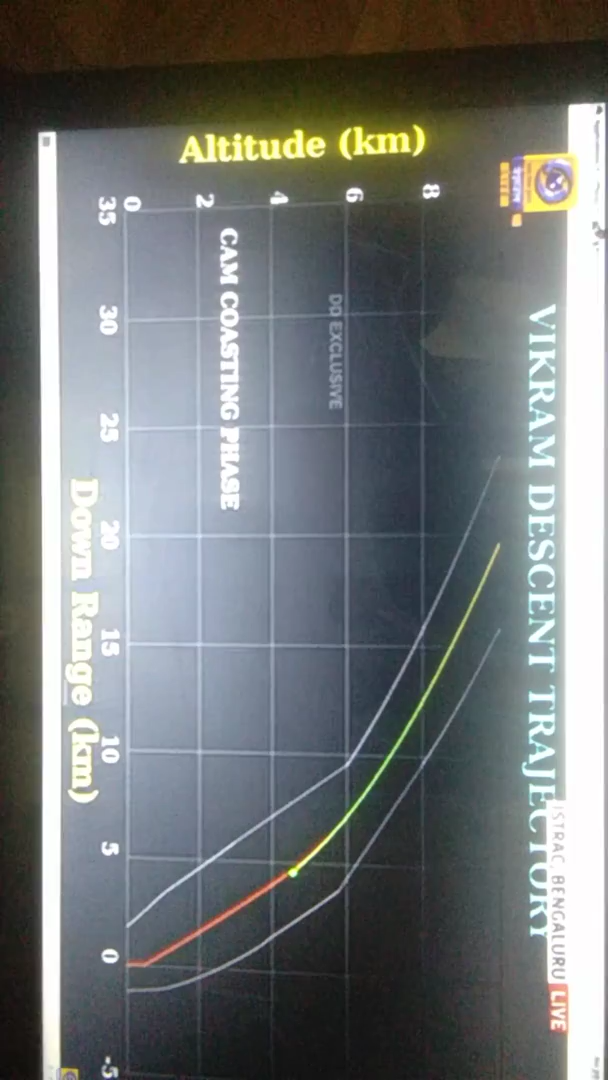 VIKRAM DESCENT TRAJECTORY
ISTRAC, BENGALURU LIVE
Altitude (km)
8
6
4
2
0
DD EXCLUSIVE
CAM COASTING PHASE
35 30 25 20 15 10 5 0 -5
Down Range (km)